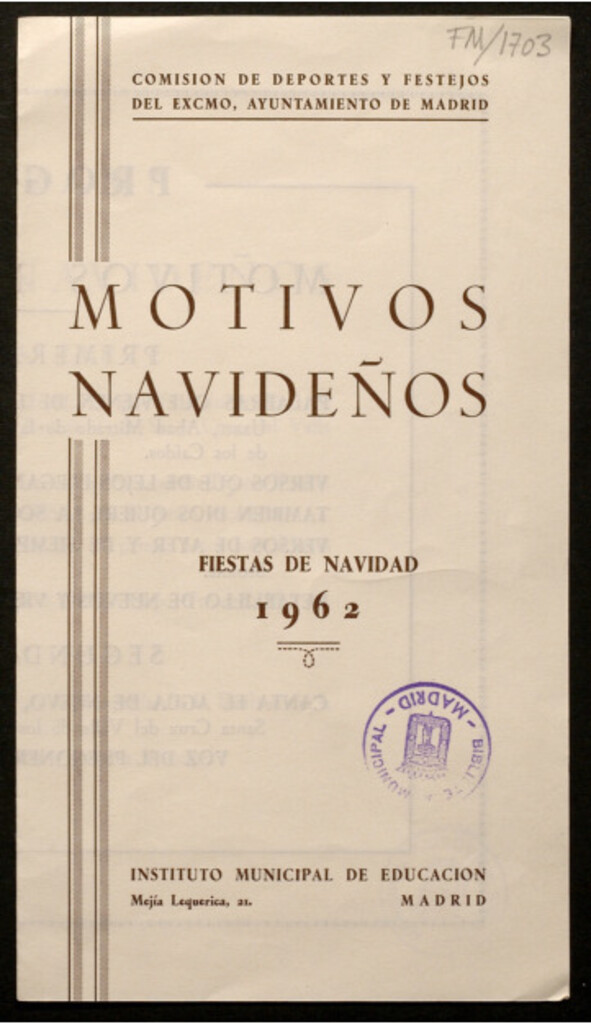 FM/1703
COMISION DE DEPORTES Y FESTEJOS
DEL EXCMO, AYUNTAMIENTO DE MADRID
MOTIVOS
NAVIDEÑOS
FIESTAS DE NAVIDAD
1962
MUNICIPAL - MADRID -
INSTITUTO MUNICIPAL DE EDUCACION
Mejía Lequerica, 21. MADRID